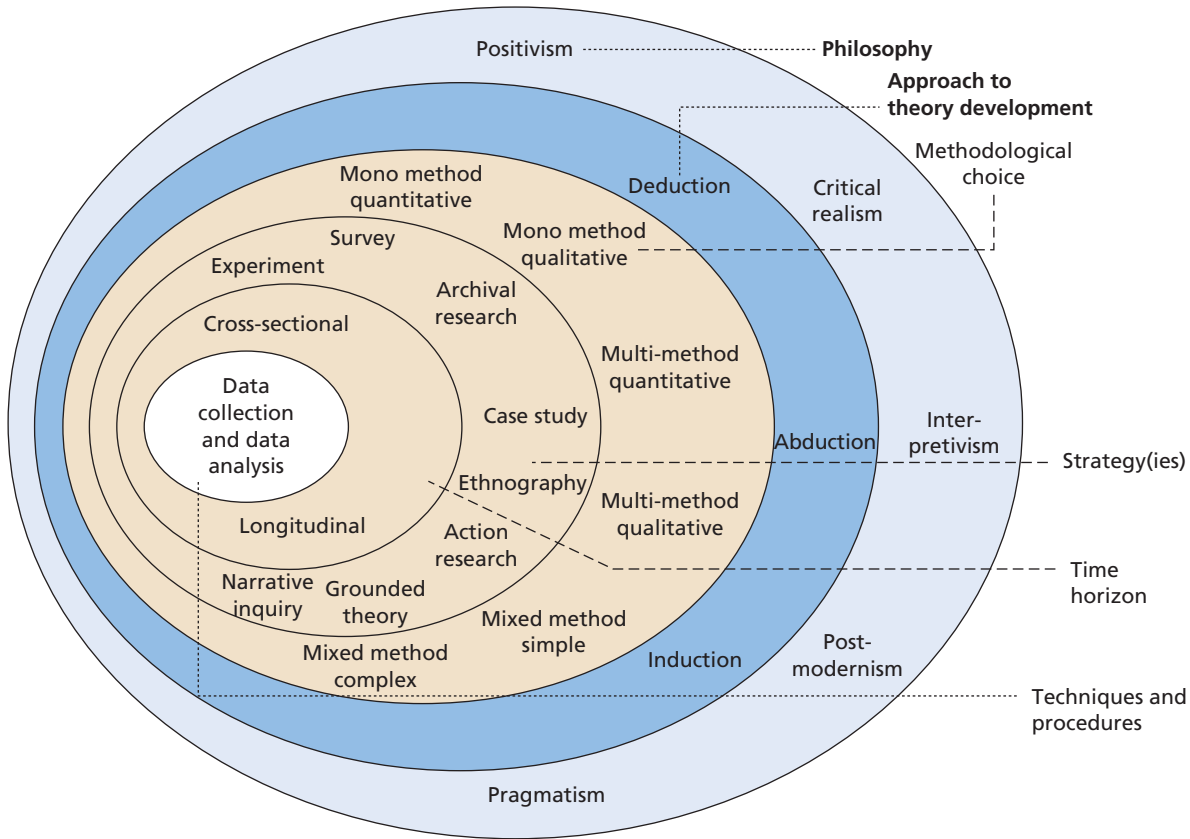 Positivism
Philosophy
Approach to
theory development
Methodological
choice
Mono method
quantitative
Deduction
Critical
realism
Survey
Mono method
qualitative
Experiment
Archival
research
Cross-sectional
Multi-method
quantitative
Data
collection
and data
analysis
Case study
Abduction
Inter-
pretivism
Strategy(ies)
Ethnography
Multi-method
qualitative
Longitudinal
Action
research
Time
horizon
Narrative
inquiry
Grounded
theory
Mixed method
simple
Mixed method
complex
Induction
Post-
modernism
Techniques and
procedures
Pragmatism